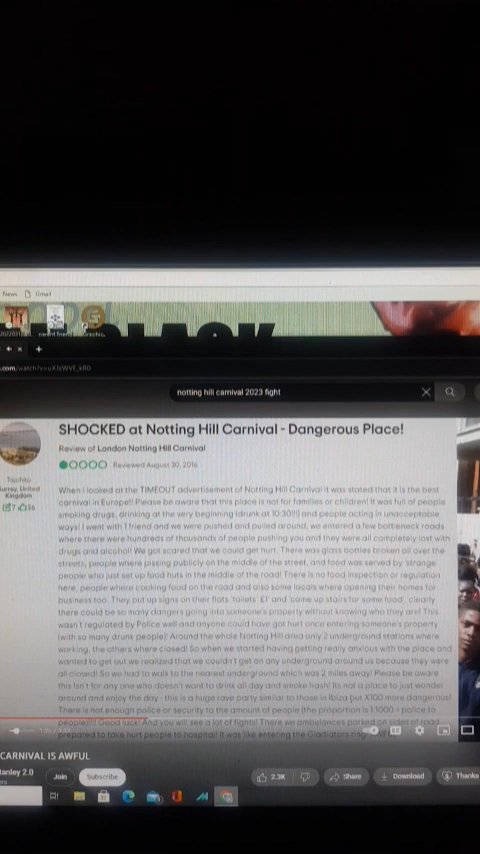 News Gmail
BLACK
.com/watch?v=
notting hill carnival 2023 fight
SHOCKED at Notting Hill Carnival - Dangerous Place!
Review of London Notting Hill Carnival
Reviewed August 30, 2016
Surrey, United
Kingdom
7 36
When I looked at the TIMEOUT advertisement of Notting Hill Carnival it was stated that it is the best
carnival in Europe!! Please be aware that this place is not for families or children! It was full of people
smoking drugs, drinking at the very beginning (drunk at 10:30!!!) and people acting in unacceptable
ways! I went with 1 friend and we were pushed and pulled around, we entered a few bottleneck roads
where there were hundreds of thousands of people pushing you and they were all completely lost with
drugs and alcohol! We got scared that we could get hurt. There was glass bottles broken all over the
streets, people where pissing publicly on the middle of the street, and food was served by 'strange'
people who just set up food huts in the middle of the road! There is no food inspection or regulation
here, people where cooking food on the road and also some locals where opening their homes for
business too. They put up signs on their flats 'toilets' £1' and 'come up stairs for some food', clearly
there could be so many dangers going into someone's property without knowing who they are! This
wasn't regulated by Police well and anyone could have got hurt once entering someone's property
(with so many drunk people)! Around the whole Notting Hill area only 2 underground stations where
working, the others where closed! So when we started having getting really anxious with the place and
wanted to get out we realized that we couldn't get on any underground around us because they were
all closed! So we had to walk to the nearest underground which was 2 miles away! Please be aware
this isn't for any one who doesn't want to drink all day and smoke hash! Its not a place to just wander
around and enjoy the day - this is a huge rave party similar to those in Ibiza but X100 more dangerous!
There is not enough police or security to the amount of people (the proportion is 1:1000 = police to
people)!!! Good luck! And you will see a lot of fights! There we ambulances parked on sides of road
prepared to take hurt people to hospital! It was like entering the Gladiators ring
CARNIVAL IS AWFUL
tanley 2.0
Join Subscribe 2.3K Share Download Thanks